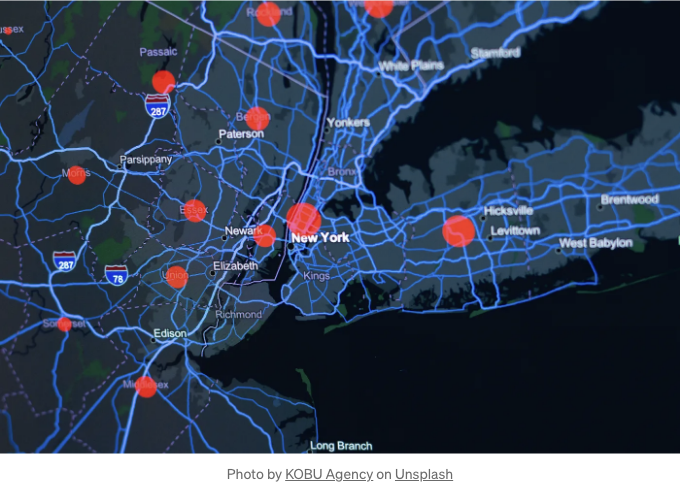 Rockland
Passaic
Stamford
White Plains
287
Bergen
Yonkers
Paterson
Parsippany
Bronx
Morris
Essex
Hicksville
Brentwood
Newark
New York
Levittown
West Babylon
287
78
Union
Elizabeth
Kings
Richmond
Somerset
Edison
Middlesex
Long Branch
Photo by KOBU Agency on Unsplash